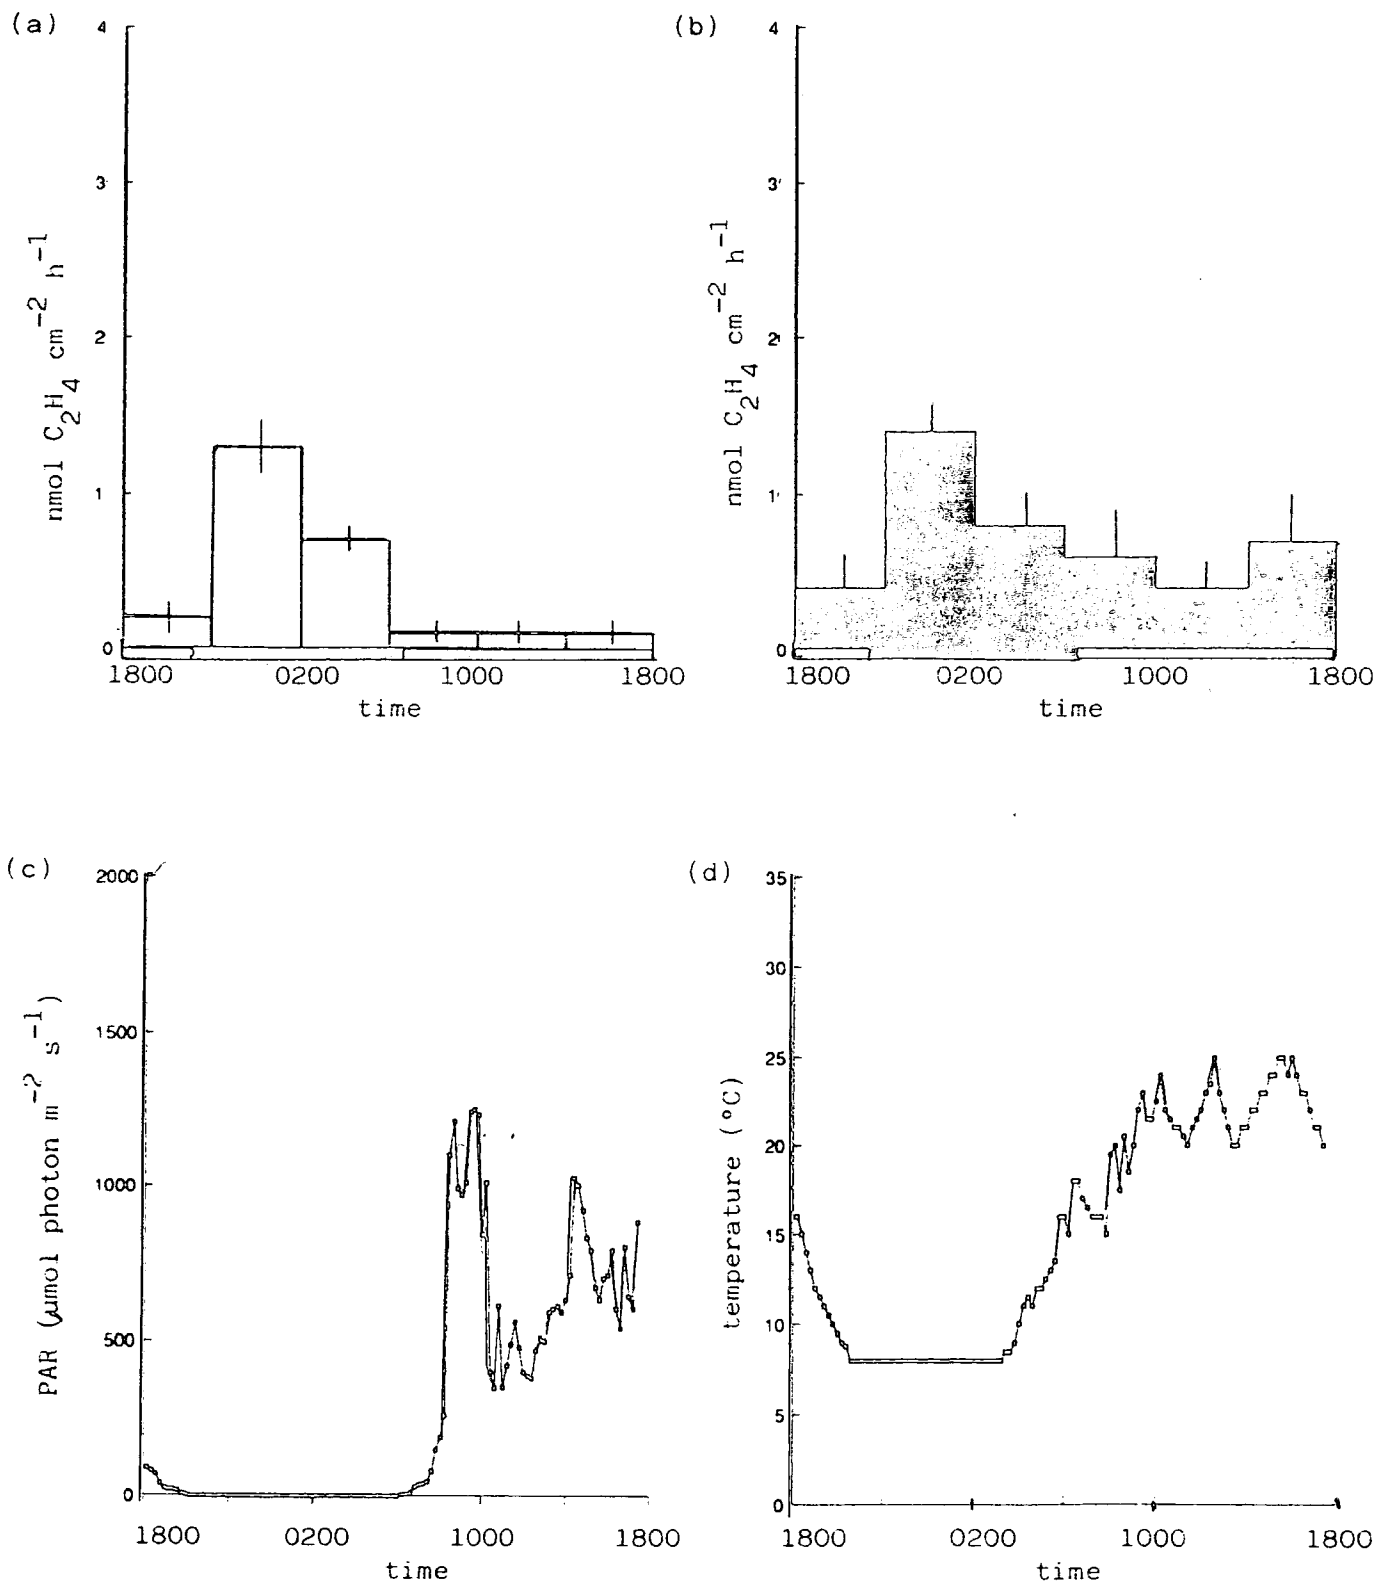 (a)
4
3
2
1
0
nmol C₂H₄ cm⁻² h⁻¹
1800 0200 1000 1800
time
(b)
4
3
2
1
0
nmol C₂H₄ cm⁻² h⁻¹
1800 0200 1000 1800
time
(c)
2000
1500
1000
500
0
PAR (μmol photon m⁻² s⁻¹)
1800 0200 1000 1800
time
(d)
35
30
25
20
15
10
5
0
temperature (°C)
1800 0200 1000 1800
time